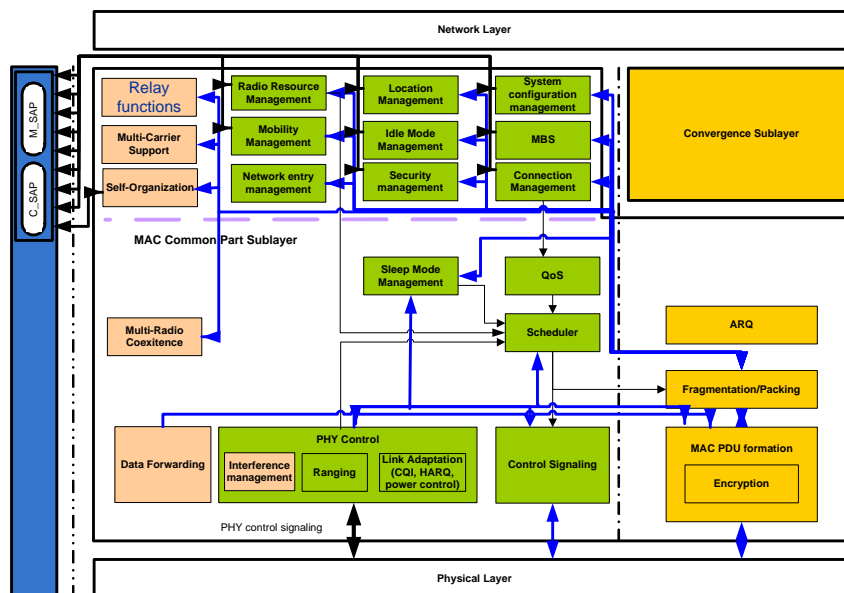 Network Layer
M_SAP
C_SAP
Relay
functions
Radio Resource
Management
Location
Management
System
configuration
management
Convergence Sublayer
Multi-Carrier
Support
Mobility
Management
Idle Mode
Management
MBS
Self-Organization
Network entry
management
Security
management
Connection
Management
MAC Common Part Sublayer
Sleep Mode
Management
QoS
Multi-Radio
Coexitence
Scheduler
ARQ
Fragmentation/Packing
Data Forwarding
PHY Control
Interference
management
Ranging
Link Adaptation
(CQI, HARQ,
power control)
Control Signaling
MAC PDU formation
Encryption
PHY control signaling
Physical Layer